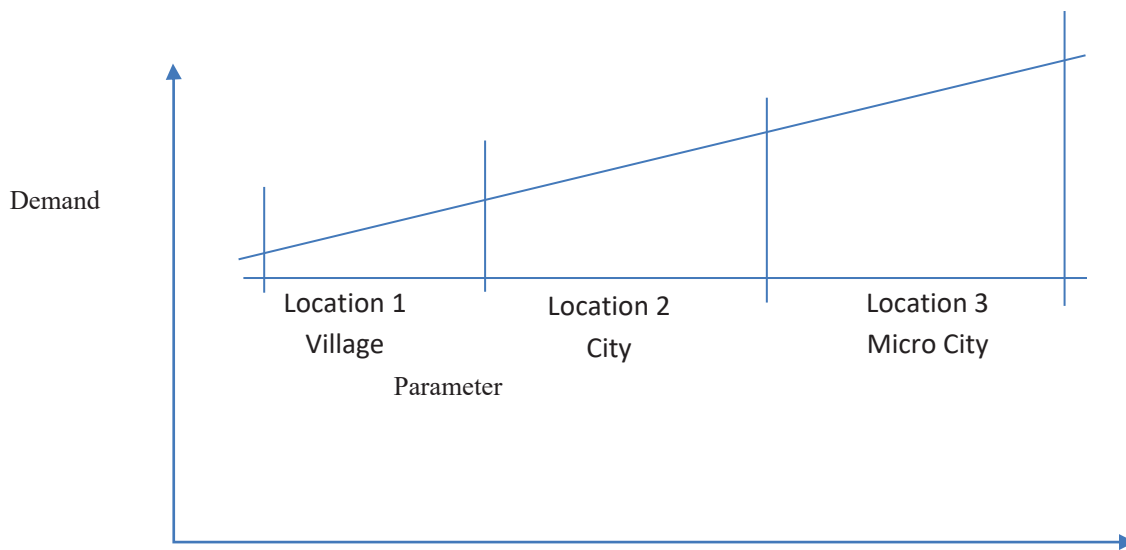 Demand
Location 1
Village
Location 2
City
Location 3
Micro City
Parameter